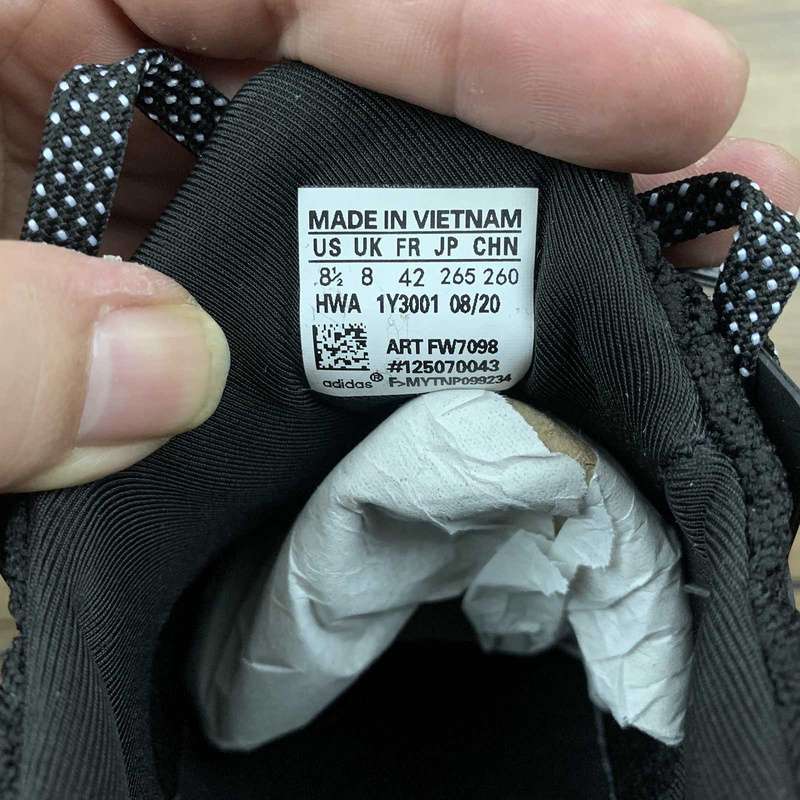 MADE IN VIETNAM
US UK FR JP CHN
8½ 8 42 265 260
HWA 1Y3001 08/20
ART FW7098
#125070043
adidas® F>MYTNP099234